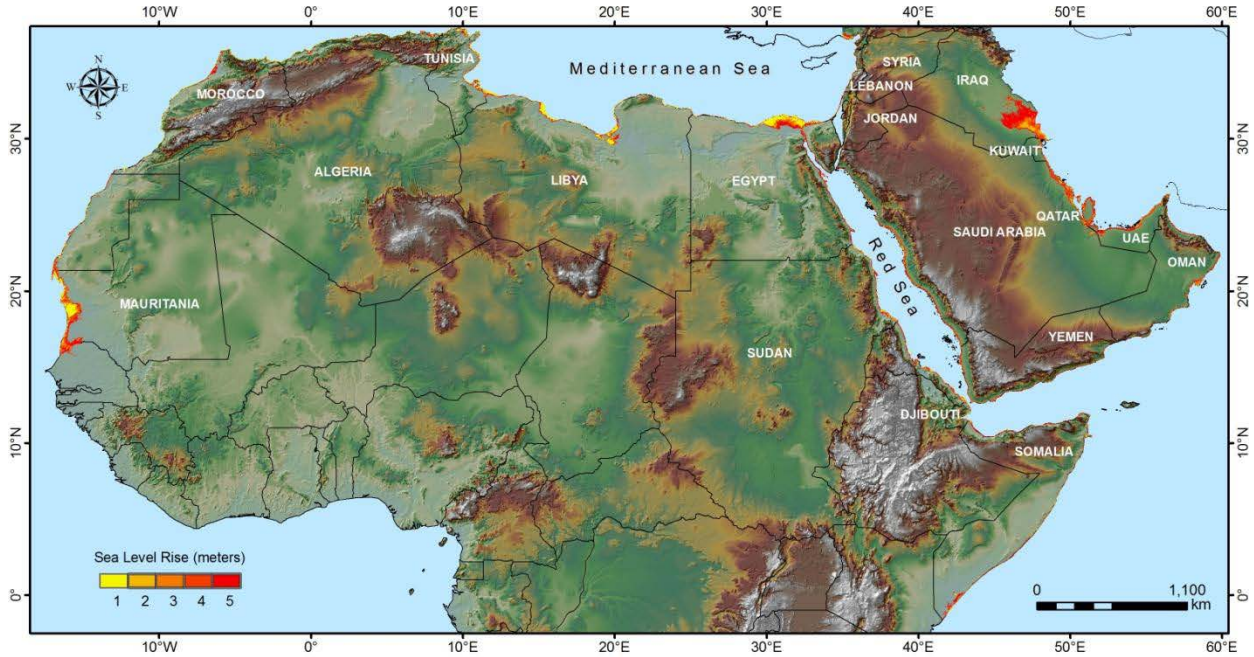 10°W 0° 10°E 20°E 30°E 40°E 50°E 60°E
N
W E
S
TUNISIA
Mediterranean Sea
SYRIA
LEBANON
IRAQ
MOROCCO
JORDAN
30°N
30°N
KUWAIT
ALGERIA
LIBYA
EGYPT
QATAR
SAUDI ARABIA
UAE
OMAN
Red Sea
20°N
20°N
MAURITANIA
YEMEN
SUDAN
DJIBOUTI
10°N
10°N
SOMALIA
Sea Level Rise (meters)
1 2 3 4 5
0°
0°
0 1,100
km
10°W 0° 10°E 20°E 30°E 40°E 50°E 60°E